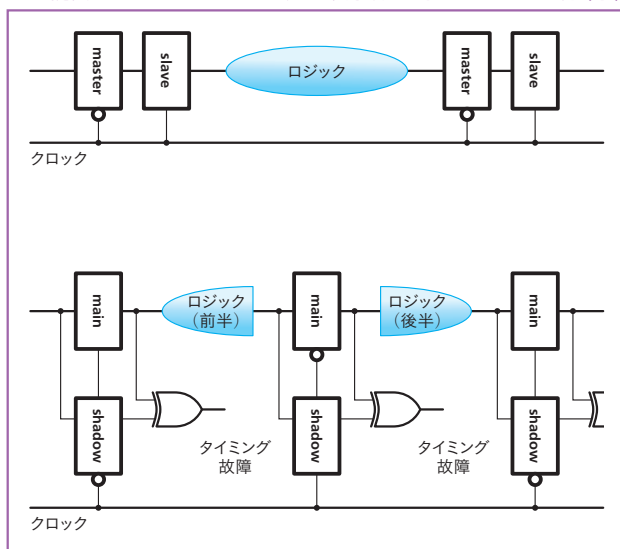 master
slave
ロジック
master
slave
クロック
main
ロジック
(前半)
main
ロジック
(後半)
main
shadow
タイミング
故障
shadow
タイミング
故障
shadow
クロック